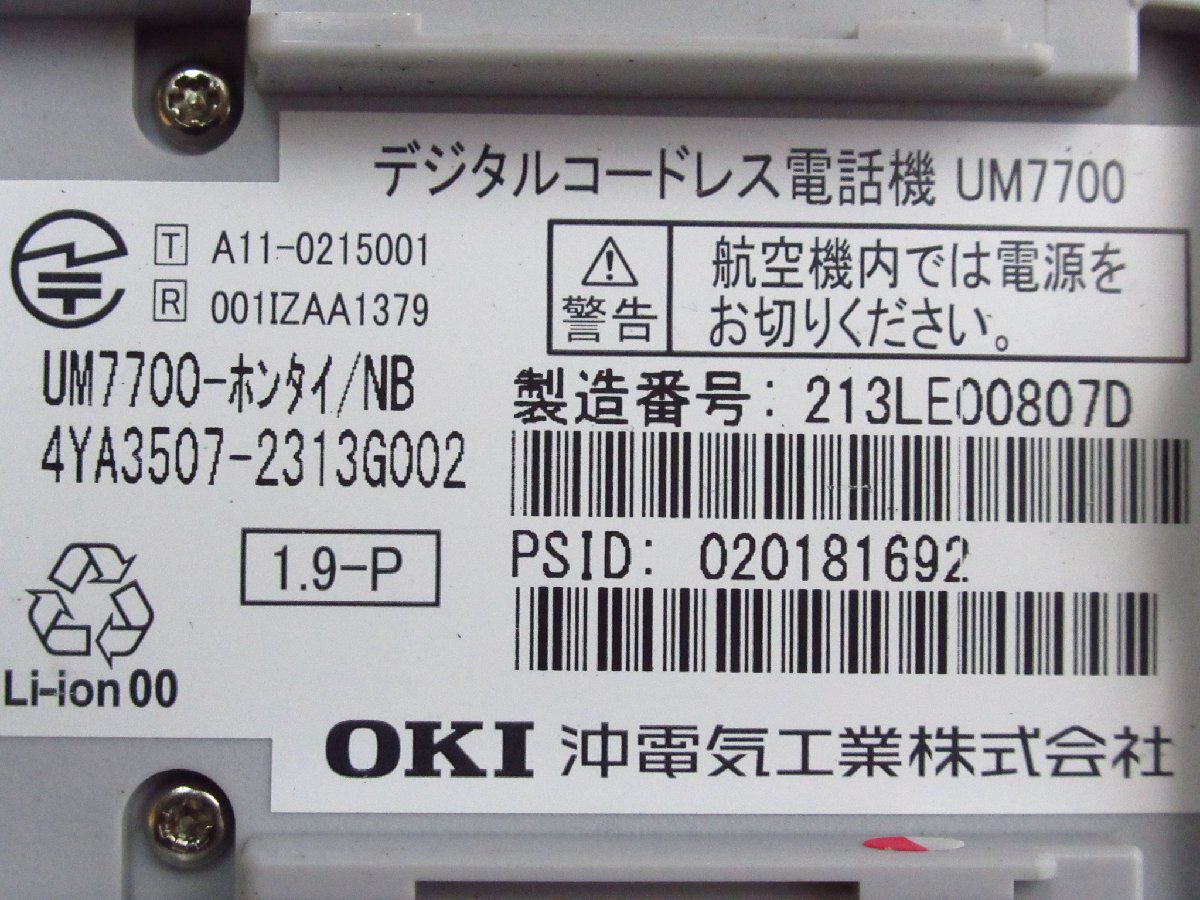 デジタルコードレス電話機 UM7700
T A11-0215001
R 001IZAA1379
警告
航空機内では電源を
お切りください。
UM7700-ホンタイ/NB
4YA3507-2313G002
製造番号: 213LE00807D
1.9-P
PSID: 020181692
Li-ion 00
OKI 沖電気工業株式会社